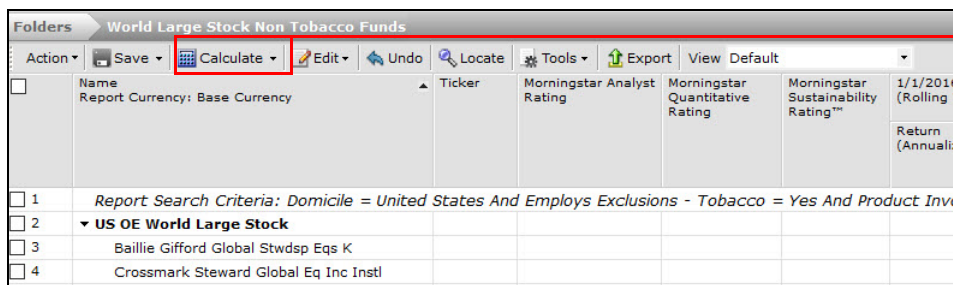 Folders World Large Stock Non Tobacco Funds
Action Save Calculate Edit Undo Locate Tools Export View Default
Name Ticker Morningstar Analyst Morningstar Morningstar 1/1/2016
Report Currency: Base Currency Rating Quantitative Sustainability (Rolling
Rating Rating™
Return
(Annuali
1 Report Search Criteria: Domicile = United States And Employs Exclusions - Tobacco = Yes And Product Inv
2 US OE World Large Stock
3 Baillie Gifford Global Stwdsp Eqs K
4 Crossmark Steward Global Eq Inc Instl